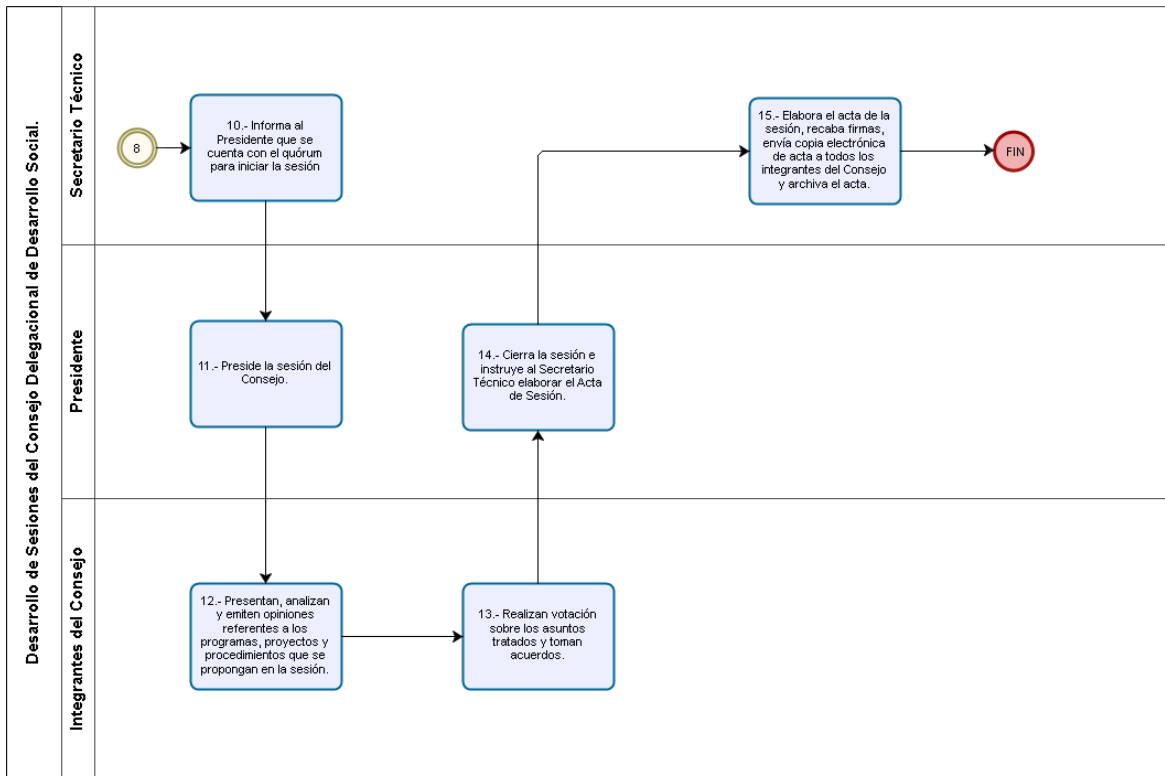 Desarrollo de Sesiones del Consejo Delegacional de Desarrollo Social.
Secretario Técnico
8
10.- Informa al
Presidente que se
cuenta con el quórum
para iniciar la sesión
15.- Elabora el acta de la
sesión, recaba firmas,
envía copia electrónica
de acta a todos los
integrantes del Consejo
y archiva el acta.
FIN
Presidente
11.- Preside la sesión del
Consejo.
14.- Cierra la sesión e
instruye al Secretario
Técnico elaborar el Acta
de Sesión.
Integrantes del Consejo
12.- Presentan, analizan
y emiten opiniones
referentes a los
programas, proyectos y
procedimientos que se
propongan en la sesión.
13.- Realizan votación
sobre los asuntos
tratados y toman
acuerdos.